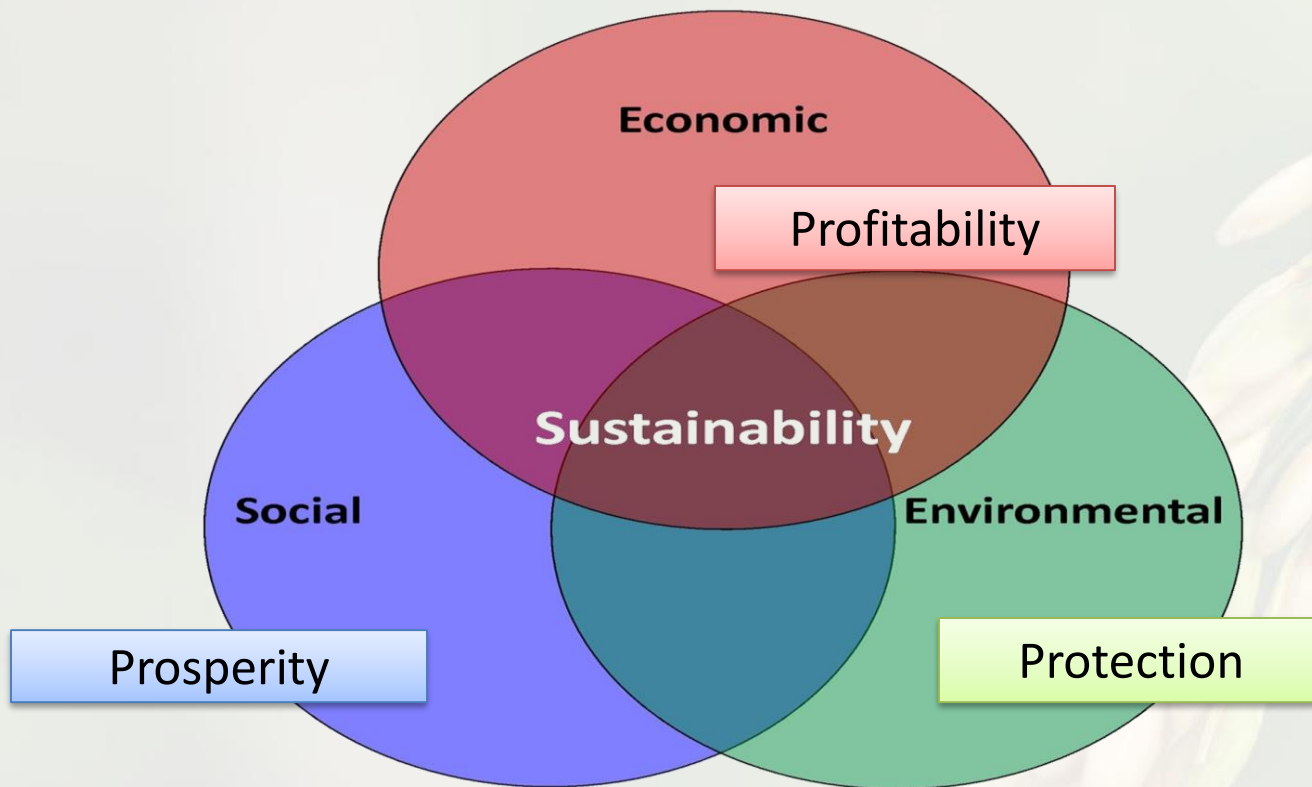 Economic
Profitability
Sustainability
Social
Environmental
Prosperity
Protection